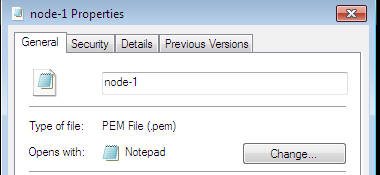 node-1 Properties
General Security Details Previous Versions
node-1
Type of file: PEM File (.pem)
Opens with: Notepad Change...